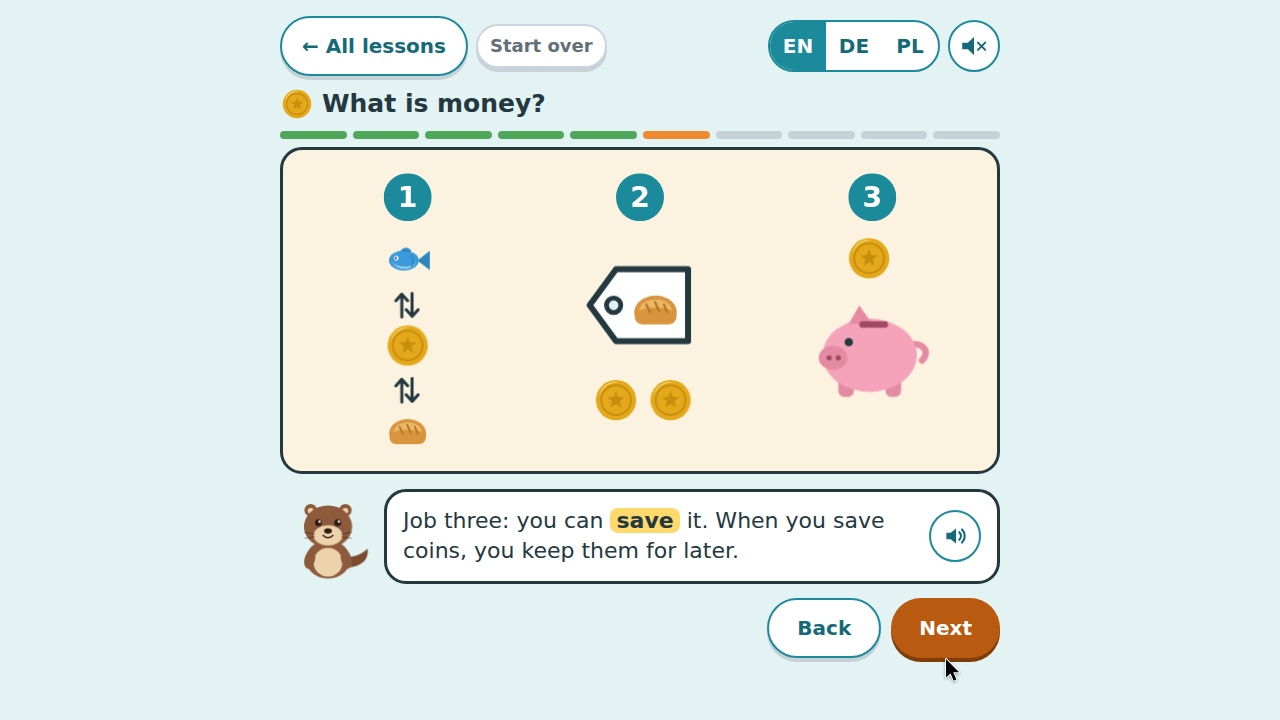 ← All lessons
Start over
EN DE PL
What is money?
1 2 3
Job three: you can save it. When you save
coins, you keep them for later.
Back
Next